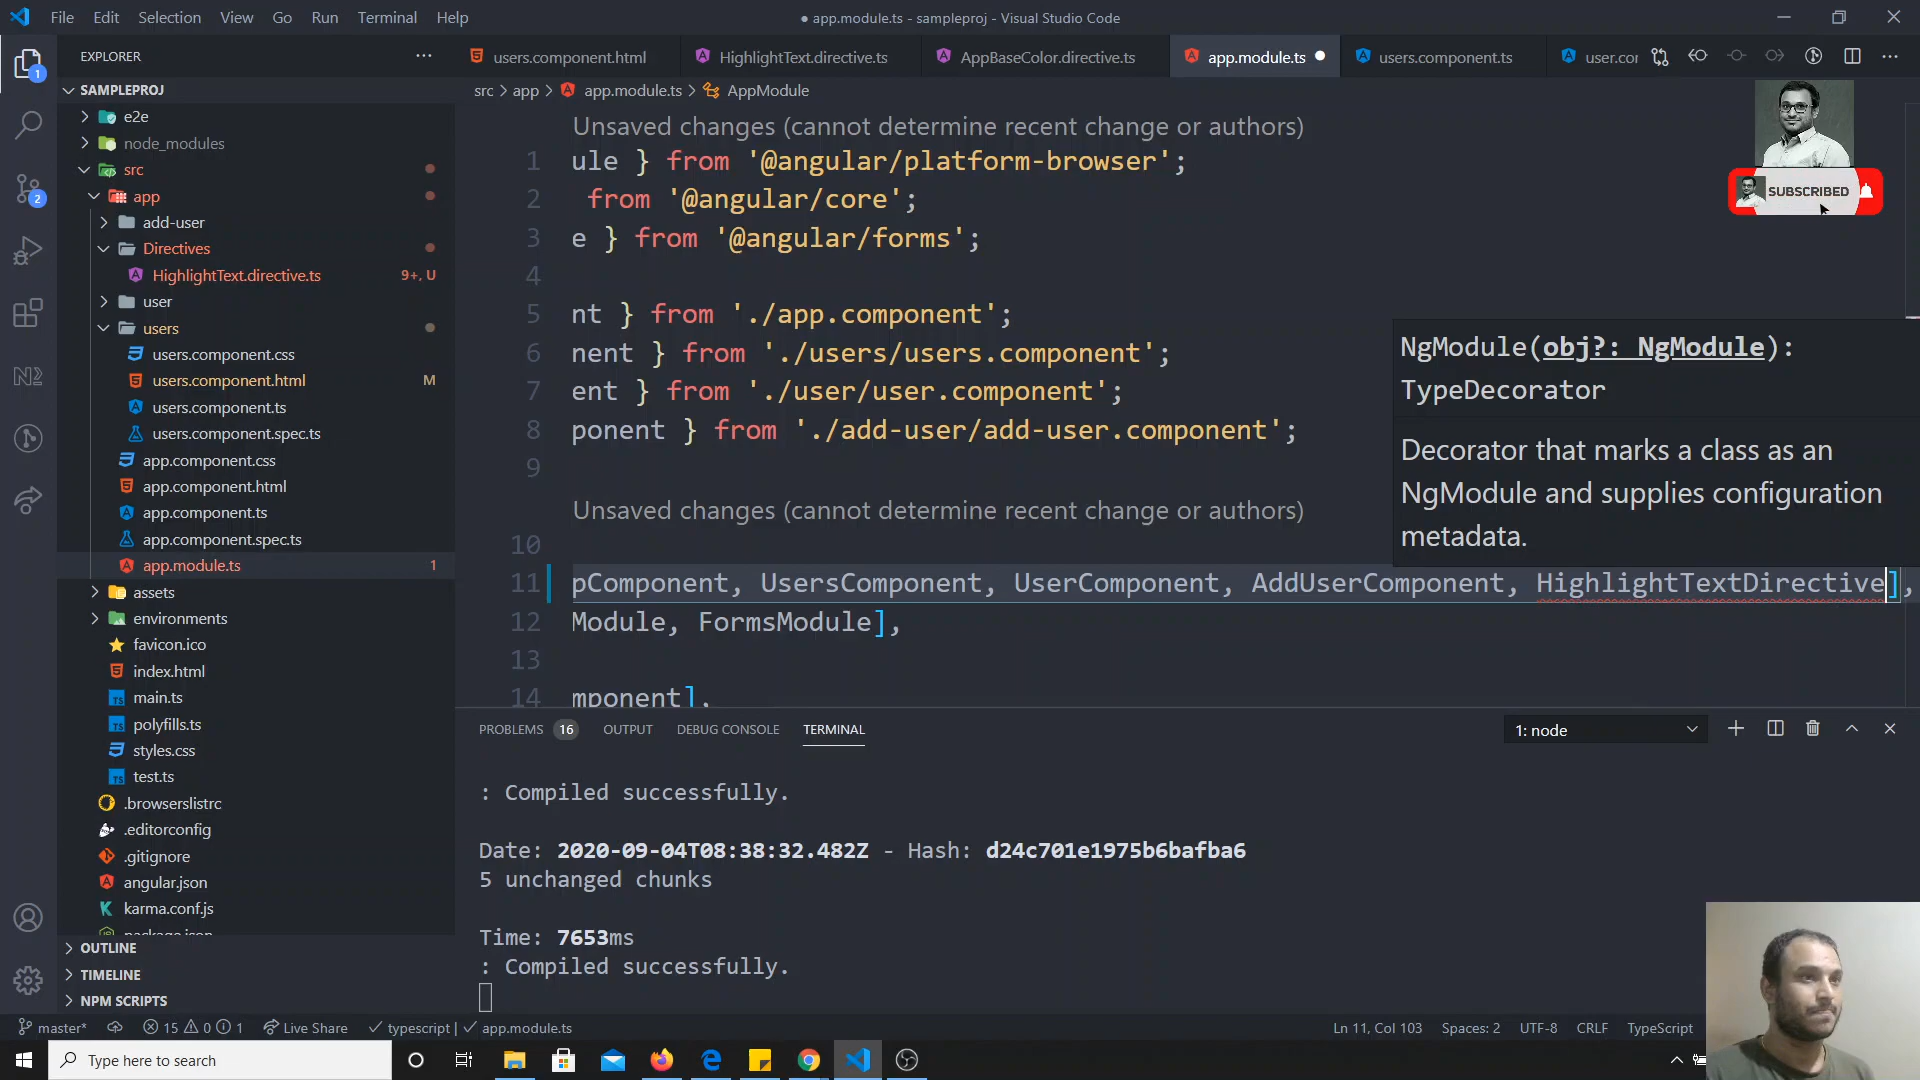 File Edit Selection View Go Run Terminal Help
● app.module.ts - sampleproj - Visual Studio Code
EXPLORER
users.component.html HighlightText.directive.ts AppBaseColor.directive.ts app.module.ts ● users.component.ts user.cor
SAMPLEPROJ
src > app > app.module.ts > AppModule
e2e
node_modules
src
app
add-user
Directives
HighlightText.directive.ts 9+, U
user
users
users.component.css
users.component.html M
users.component.ts
users.component.spec.ts
app.component.css
app.component.html
app.component.ts
app.component.spec.ts
app.module.ts 1
assets
environments
favicon.ico
index.html
main.ts
polyfills.ts
styles.css
test.ts
.browserslistrc
.editorconfig
.gitignore
angular.json
karma.conf.js
package.json
OUTLINE
TIMELINE
NPM SCRIPTS
1
2
Unsaved changes (cannot determine recent change or authors)
1 ule } from '@angular/platform-browser';
2 from '@angular/core';
3 e } from '@angular/forms';
4
5 nt } from './app.component';
6 nent } from './users/users.component';
7 ent } from './user/user.component';
8 ponent } from './add-user/add-user.component';
9
Unsaved changes (cannot determine recent change or authors)
10
11 pComponent, UsersComponent, UserComponent, AddUserComponent, HighlightTextDirective],
12 Module, FormsModule],
13
14 mponent],
SUBSCRIBED
NgModule(obj?: NgModule):
TypeDecorator
Decorator that marks a class as an
NgModule and supplies configuration
metadata.
PROBLEMS 16 OUTPUT DEBUG CONSOLE TERMINAL 1: node
: Compiled successfully.
Date: 2020-09-04T08:38:32.482Z - Hash: d24c701e1975b6bafba6
5 unchanged chunks
Time: 7653ms
: Compiled successfully.
master* 15 0 1 Live Share typescript | app.module.ts Ln 11, Col 103 Spaces: 2 UTF-8 CRLF TypeScript
Type here to search